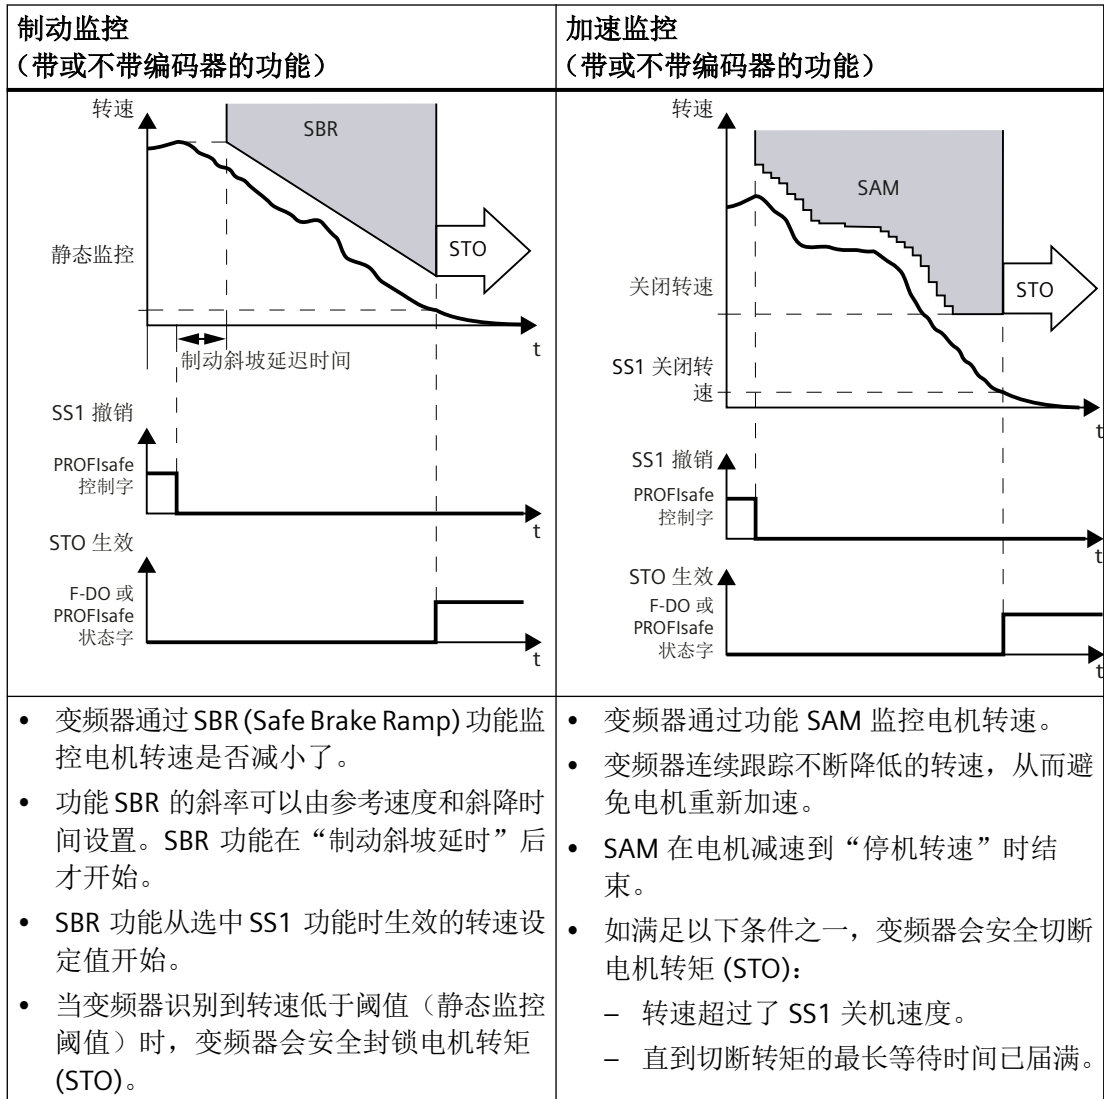 制动监控
（带或不带编码器的功能）
转速
SBR
静态监控
STO
t
制动斜坡延迟时间
SS1 撤销
PROFIsafe
控制字
t
STO 生效
F-DO 或
PROFIsafe
状态字
t
加速监控
（带或不带编码器的功能）
转速
SAM
关闭转速
STO
SS1 关闭转
速
t
SS1 撤销
PROFIsafe
控制字
t
STO 生效
F-DO 或
PROFIsafe
状态字
t
• 变频器通过 SBR (Safe Brake Ramp) 功能监
控电机转速是否减小了。
• 功能 SBR 的斜率可以由参考速度和斜降时
间设置。SBR 功能在“制动斜坡延时”后
才开始。
• SBR 功能从选中 SS1 功能时生效的转速设
定值开始。
• 当变频器识别到转速低于阈值（静态监控
阈值）时，变频器会安全封锁电机转矩
(STO)。
• 变频器通过功能 SAM 监控电机转速。
• 变频器连续跟踪不断降低的转速，从而避
免电机重新加速。
• SAM 在电机减速到“停机转速”时结
束。
• 如满足以下条件之一，变频器会安全切断
电机转矩 (STO)：
– 转速超过了 SS1 关机速度。
– 直到切断转矩的最长等待时间已届满。